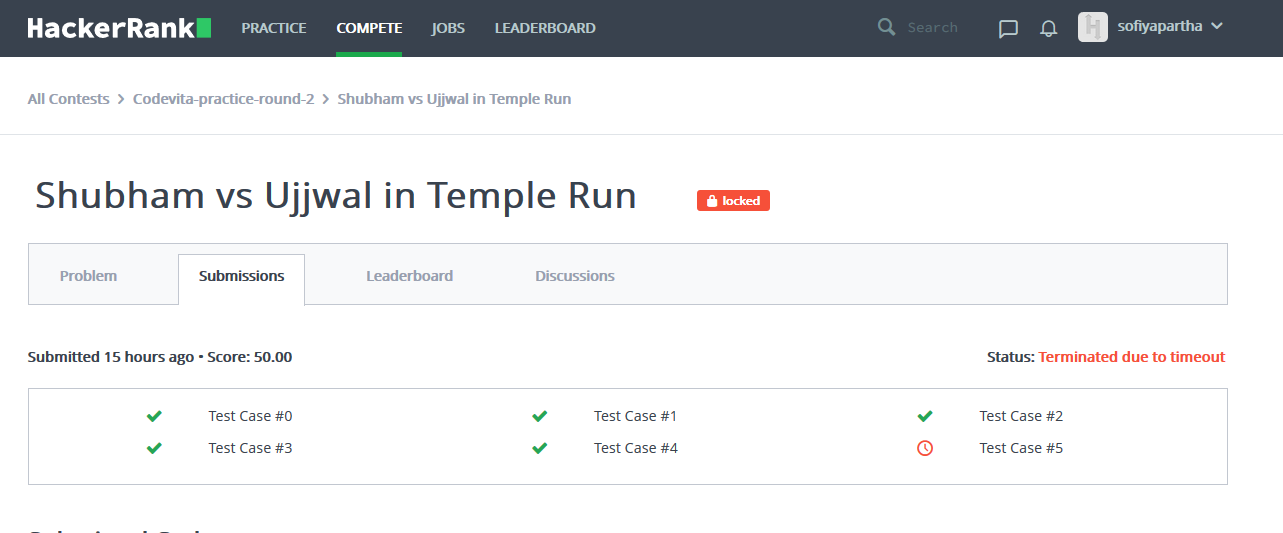 HackerRank PRACTICE COMPETE JOBS LEADERBOARD Search sofiyapartha
All Contests > Codevita-practice-round-2 > Shubham vs Ujjwal in Temple Run
Shubham vs Ujjwal in Temple Run locked
Problem Submissions Leaderboard Discussions
Submitted 15 hours ago • Score: 50.00 Status: Terminated due to timeout
Test Case #0 Test Case #1 Test Case #2
Test Case #3 Test Case #4 Test Case #5